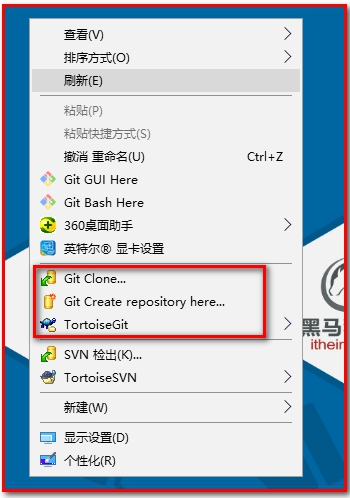 查看(V)
排序方式(O)
刷新(E)
粘贴(P)
粘贴快捷方式(S)
撤消 重命名(U) Ctrl+Z
Git GUI Here
Git Bash Here
360桌面助手
英特尔® 显卡设置
Git Clone...
Git Create repository here...
TortoiseGit
SVN 检出(K)...
TortoiseSVN
新建(W)
显示设置(D)
个性化(R)
黑马
ithein